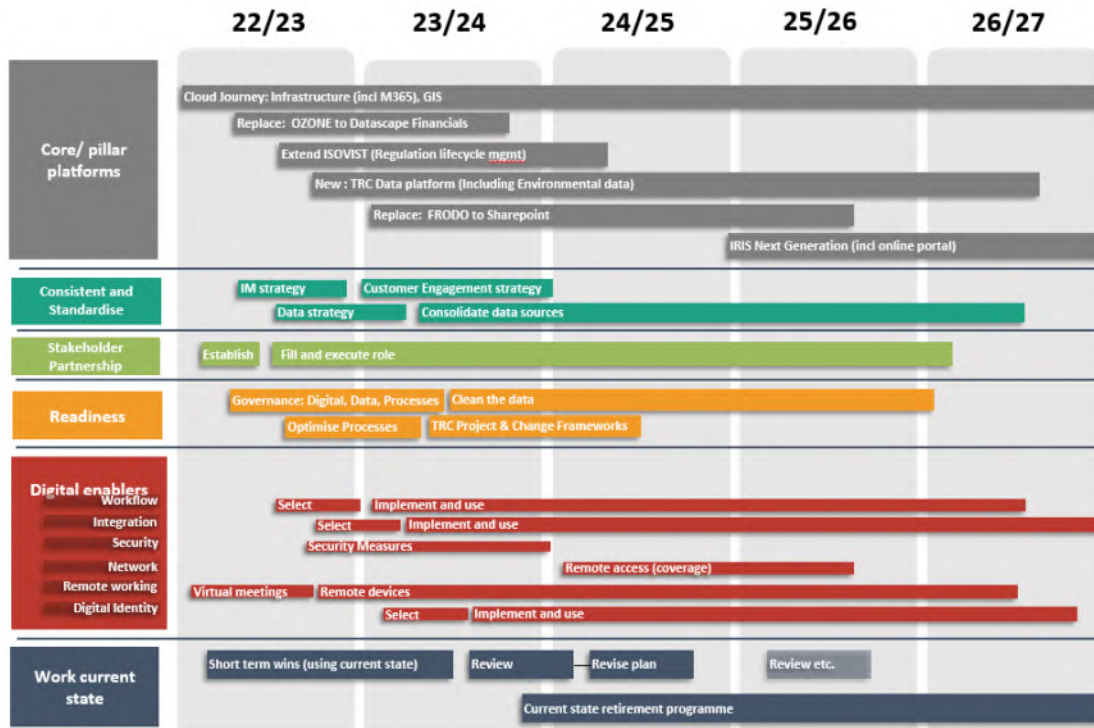 22/23 23/24 24/25 25/26 26/27
Core/ pillar
platforms
Cloud Journey: Infrastructure (incl M365), GIS
Replace: OZONE to Datascape Financials
Extend ISOVIST (Regulation lifecycle mgmt)
New : TRC Data platform (Including Environmental data)
Replace: FRODO to Sharepoint
IRIS Next Generation (incl online portal)
Consistent and
Standardise
IM strategy Customer Engagement strategy
Data strategy Consolidate data sources
Stakeholder
Partnership
Establish Fill and execute role
Readiness
Governance: Digital, Data, Processes Clean the data
Optimise Processes TRC Project & Change Frameworks
Digital enablers
Workflow Select Implement and use
Integration Select Implement and use
Security Security Measures
Network Remote access (coverage)
Remote working Virtual meetings Remote devices
Digital Identity Select Implement and use
Work current
state
Short term wins (using current state) Review Revise plan Review etc.
Current state retirement programme